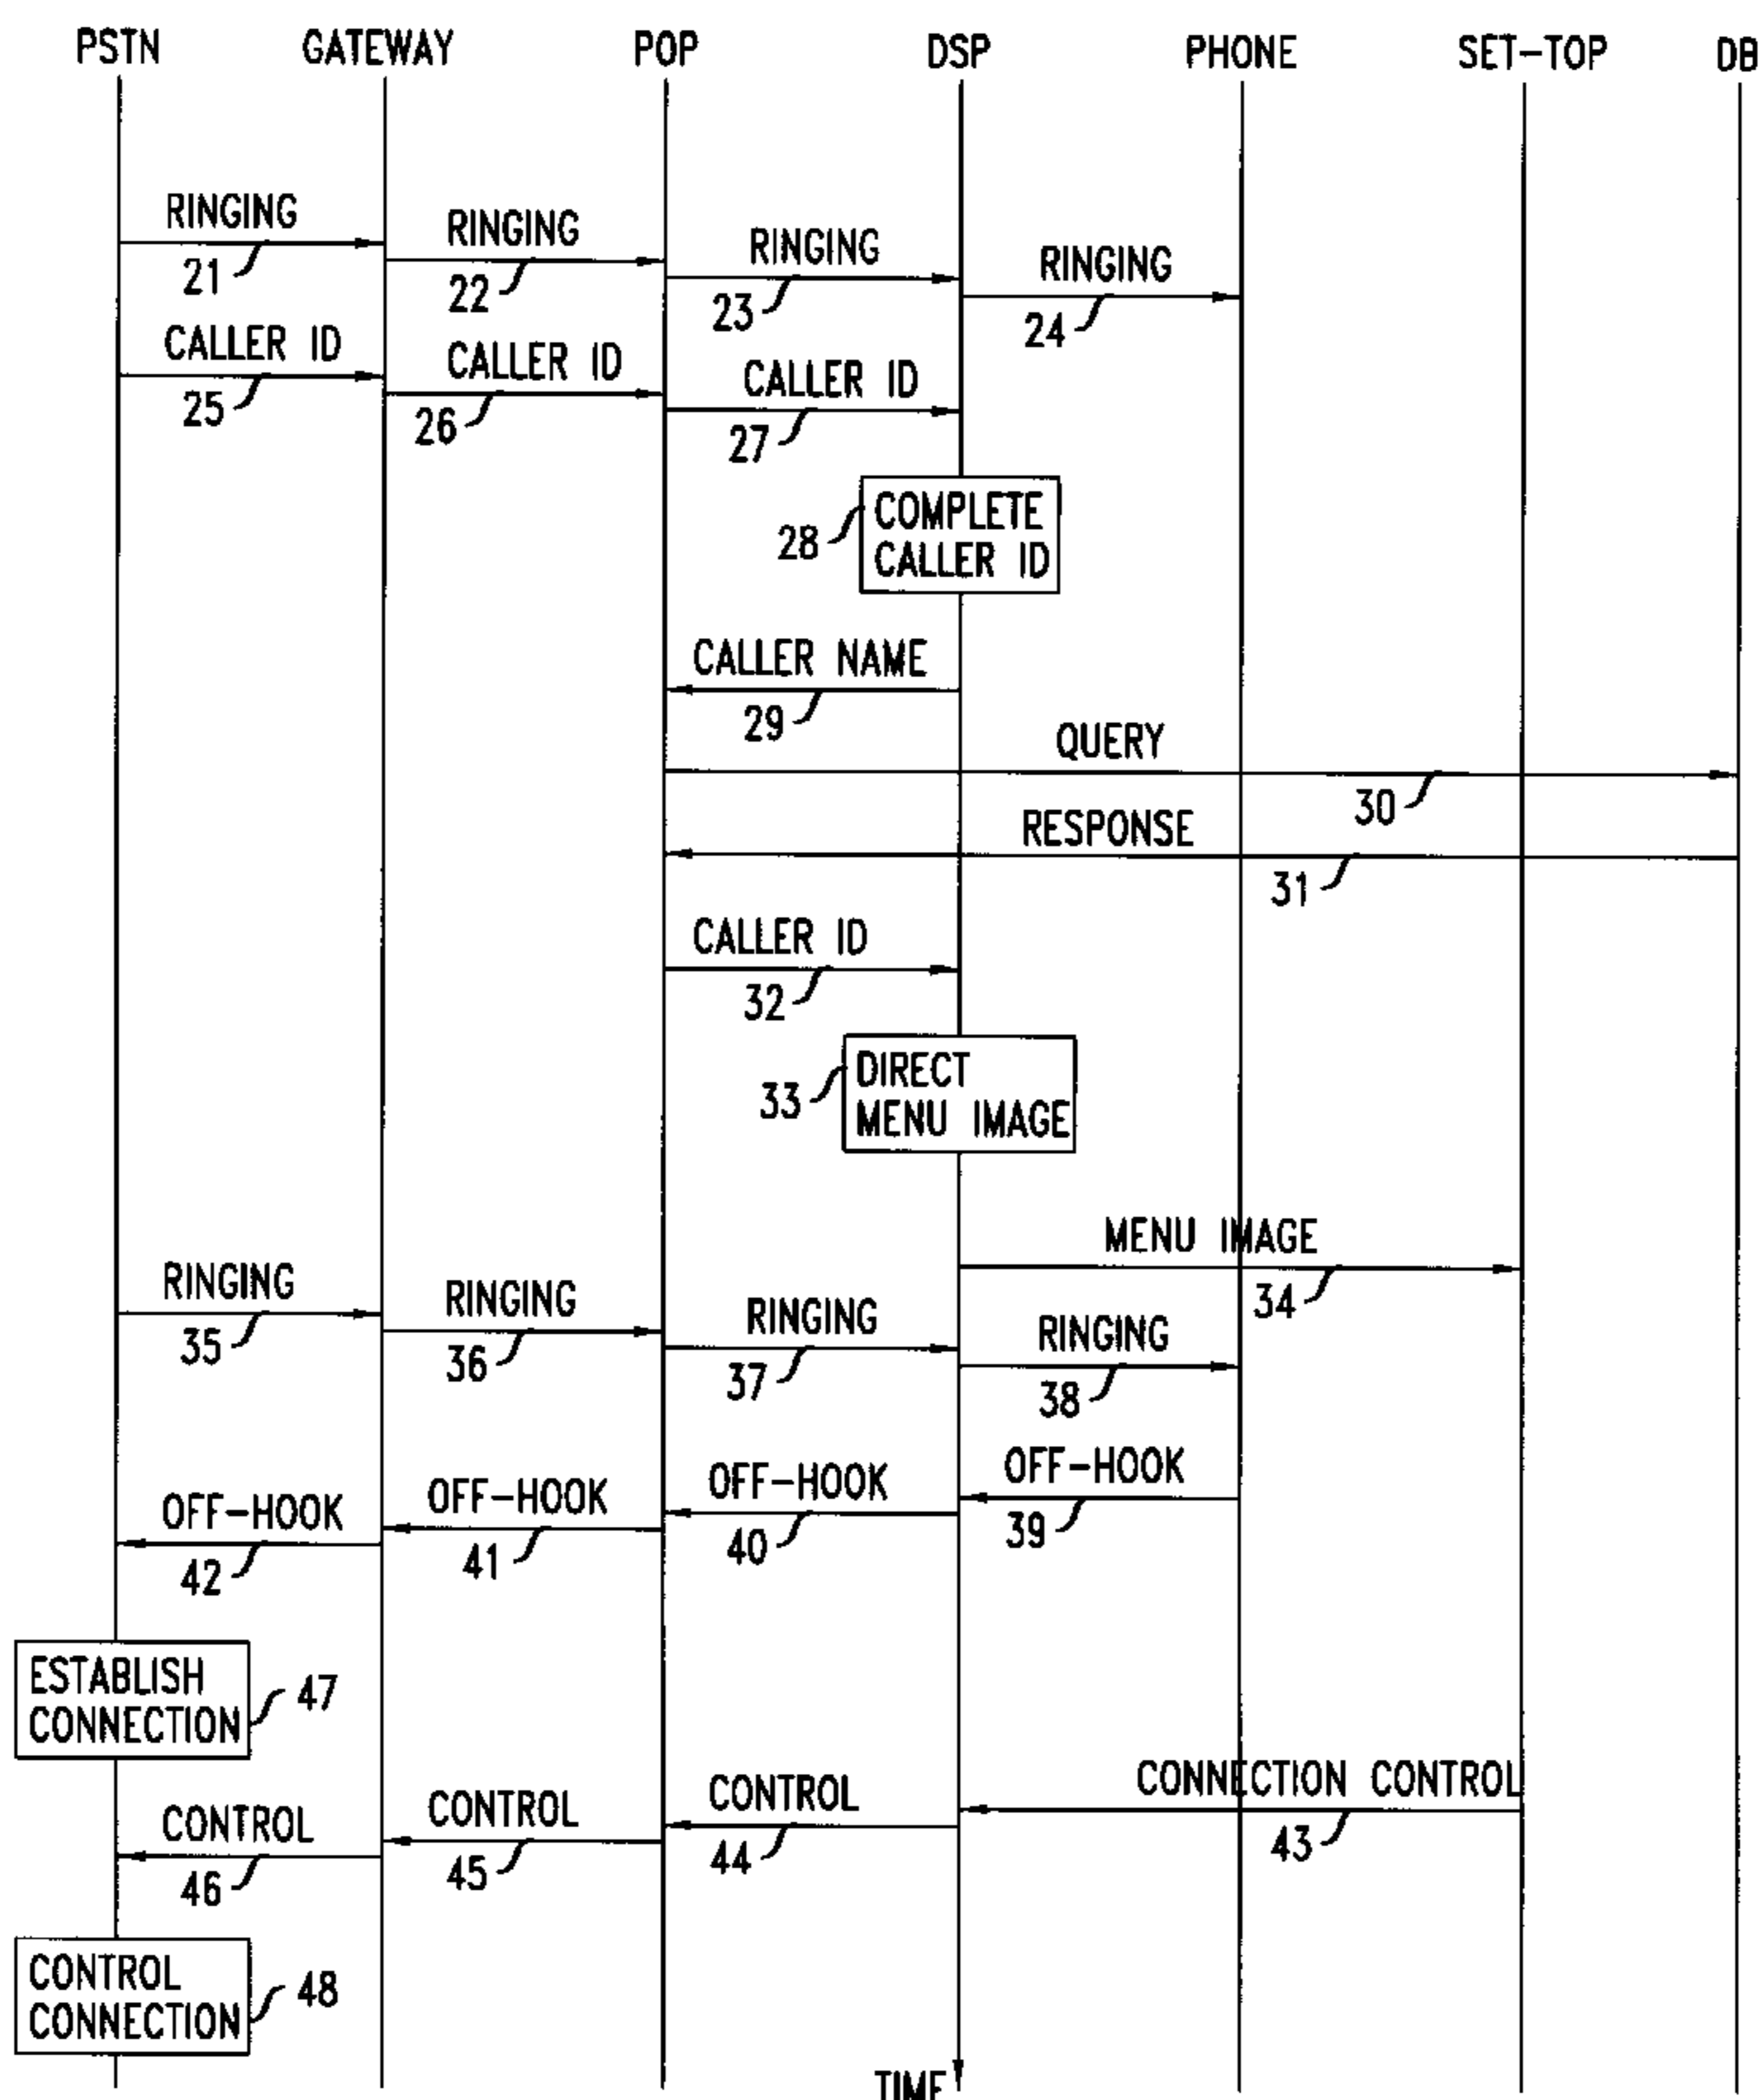 PSTN GATEWAY POP DSP PHONE SET-TOP DB
RINGING RINGING RINGING RINGING
21 22 23 24
CALLER ID CALLER ID CALLER ID
25 26 27
28 COMPLETE
CALLER ID
CALLER NAME
29
QUERY
30
RESPONSE
31
CALLER ID
32
33 DIRECT
MENU IMAGE
MENU IMAGE
34
RINGING RINGING RINGING RINGING
35 36 37 38
OFF-HOOK OFF-HOOK OFF-HOOK OFF-HOOK
42 41 40 39
ESTABLISH
CONNECTION 47
CONTROL CONTROL CONTROL CONNECTION CONTROL
46 45 44 43
CONTROL
CONNECTION 48
TIME